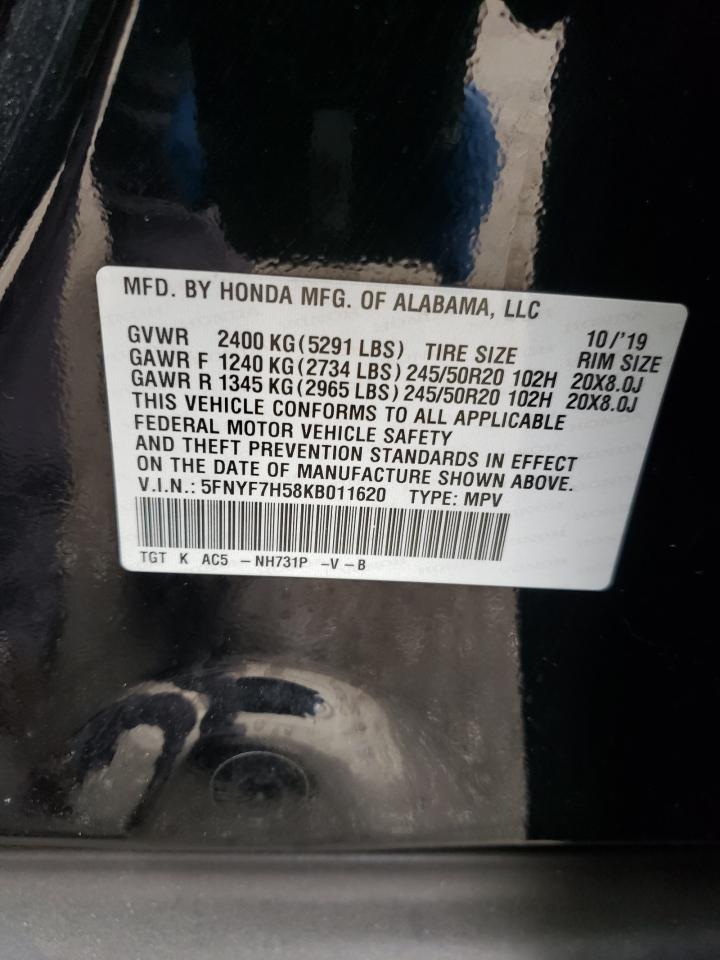 MFD. BY HONDA MFG. OF ALABAMA, LLC
10/'19
GVWR 2400 KG (5291 LBS) TIRE SIZE RIM SIZE
GAWR F 1240 KG (2734 LBS) 245/50R20 102H 20X8.0J
GAWR R 1345 KG (2965 LBS) 245/50R20 102H 20X8.0J
THIS VEHICLE CONFORMS TO ALL APPLICABLE
FEDERAL MOTOR VEHICLE SAFETY
AND THEFT PREVENTION STANDARDS IN EFFECT
ON THE DATE OF MANUFACTURE SHOWN ABOVE.
V.I.N.: 5FNYF7H58KB011620 TYPE: MPV
TGT K AC5 -NH731P -V-B